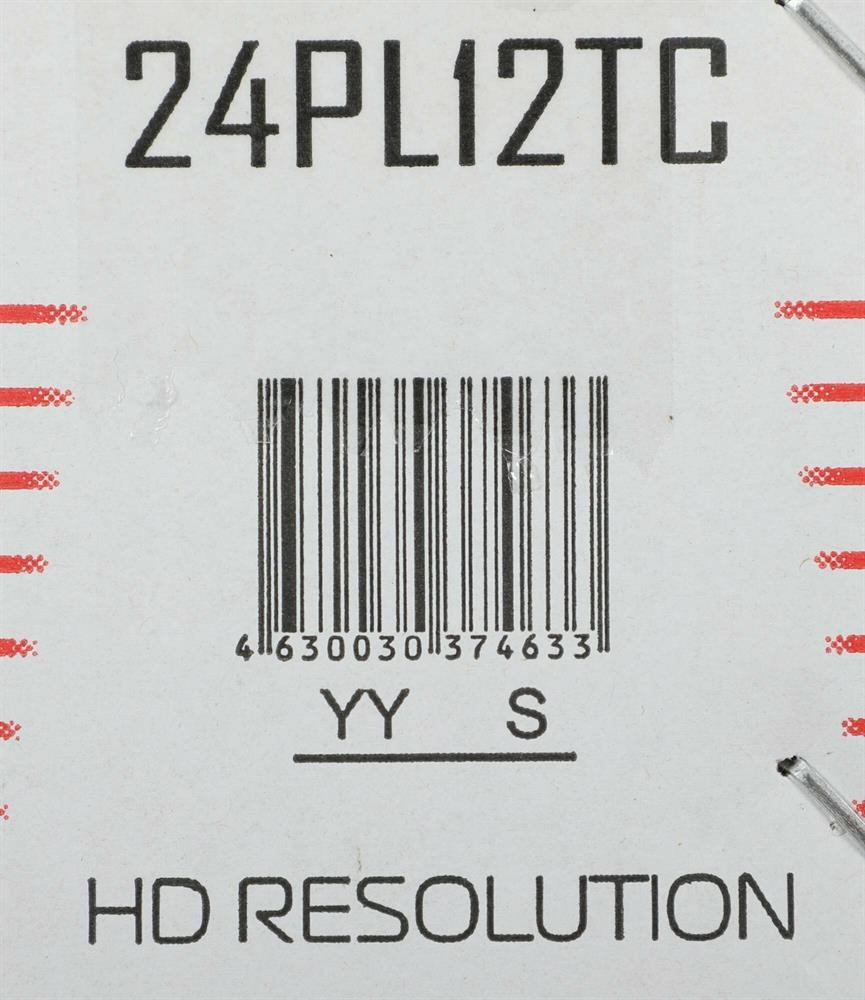 24PL12TC
4 630030 374633
YY S
HD RESOLUTION